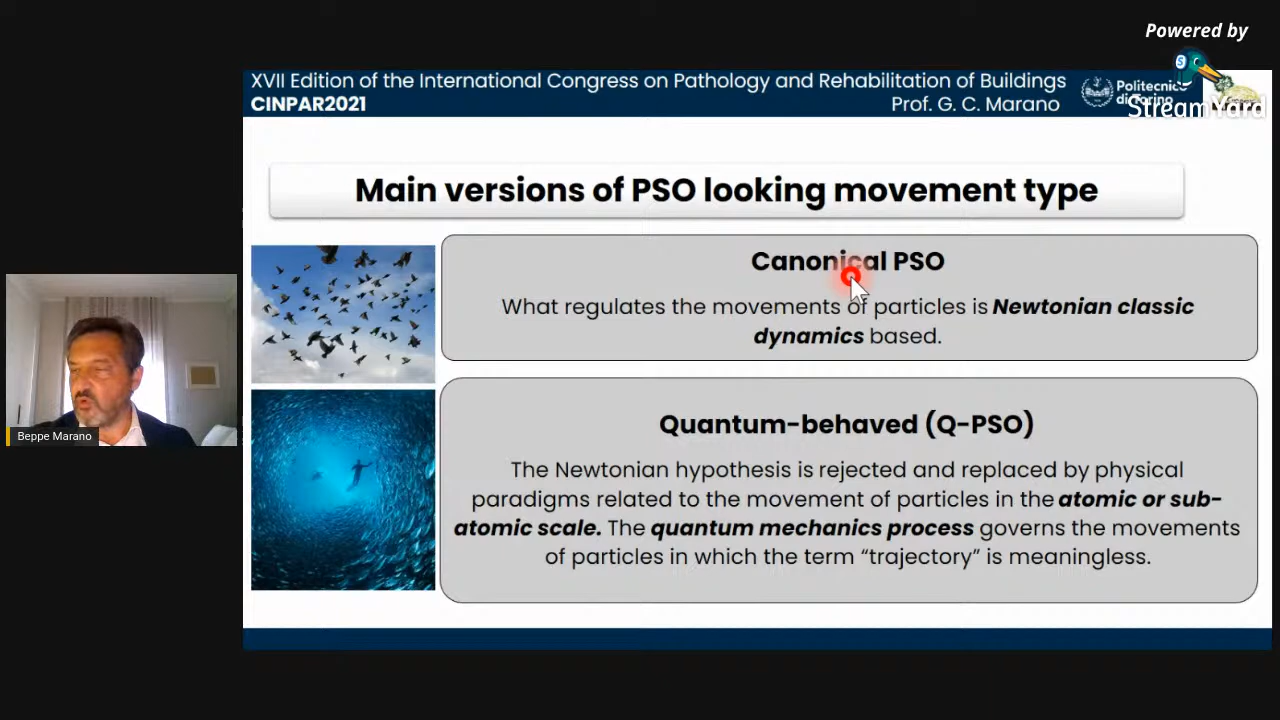 Powered by
StreamYard
XVII Edition of the International Congress on Pathology and Rehabilitation of Buildings
CINPAR2021
Prof. G. C. Marano
Politecnico
di Torino
Main versions of PSO looking movement type
Canonical PSO
What regulates the movements of particles is Newtonian classic
dynamics based.
Quantum-behaved (Q-PSO)
The Newtonian hypothesis is rejected and replaced by physical
paradigms related to the movement of particles in the atomic or sub-
atomic scale. The quantum mechanics process governs the movements
of particles in which the term “trajectory” is meaningless.
Beppe Marano